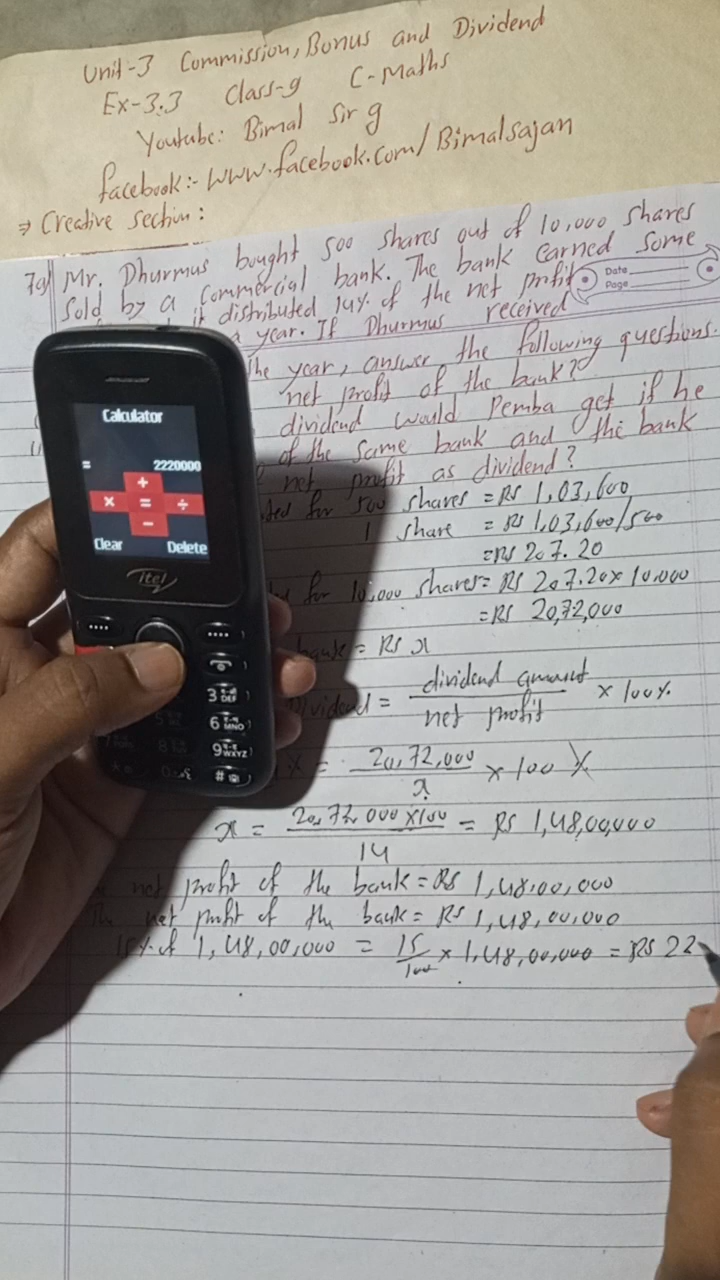 Unit-3 Commission, Bonus and Dividend
Ex-3.3 Class-9 C-Maths
Youtube: Bimal Sir g
facebook:- www.facebook.com/Bimalsajan
⇒ Creative section:
7a) Mr. Dhurmus bought 500 shares out of 10,000 shares
sold by a commercial bank. The bank earned some
it distributed 14% of the net profit
Date
Page
year. If Dhurmus received
the year, answer the following questions.
net profit of the bank?
dividend would Pemba get if he
of the same bank and the bank
net profit as dividend?
for 500 shares = Rs 1,03,600
1 share = Rs 1,03,600/500
= Rs 207.20
for 10,000 shares = Rs 207.20 x 10,000
= Rs 20,72,000
bank = Rs x
Dividend = dividend amount / net profit x 100%
= 20,72,000 / x x 100%
x = 20,72,000 x 100 / 14 = Rs 1,48,00,000
net profit of the bank = Rs 1,48,00,000
The net profit of the bank = Rs 1,48,00,000
15% of 1,48,00,000 = 15/100 x 1,48,00,000 = Rs 22
Calculator
= 2220000
+
× = ÷
−
Clear Delete
itel
3 DEF
6 MNO
9 WXYZ
#